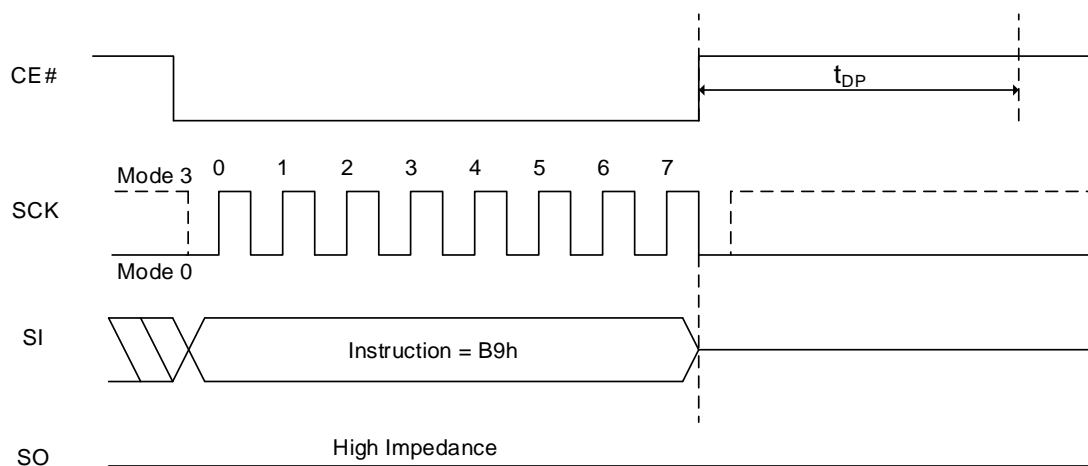 CE#
tDP
Mode 3
0 1 2 3 4 5 6 7
SCK
Mode 0
SI
Instruction = B9h
High Impedance
SO